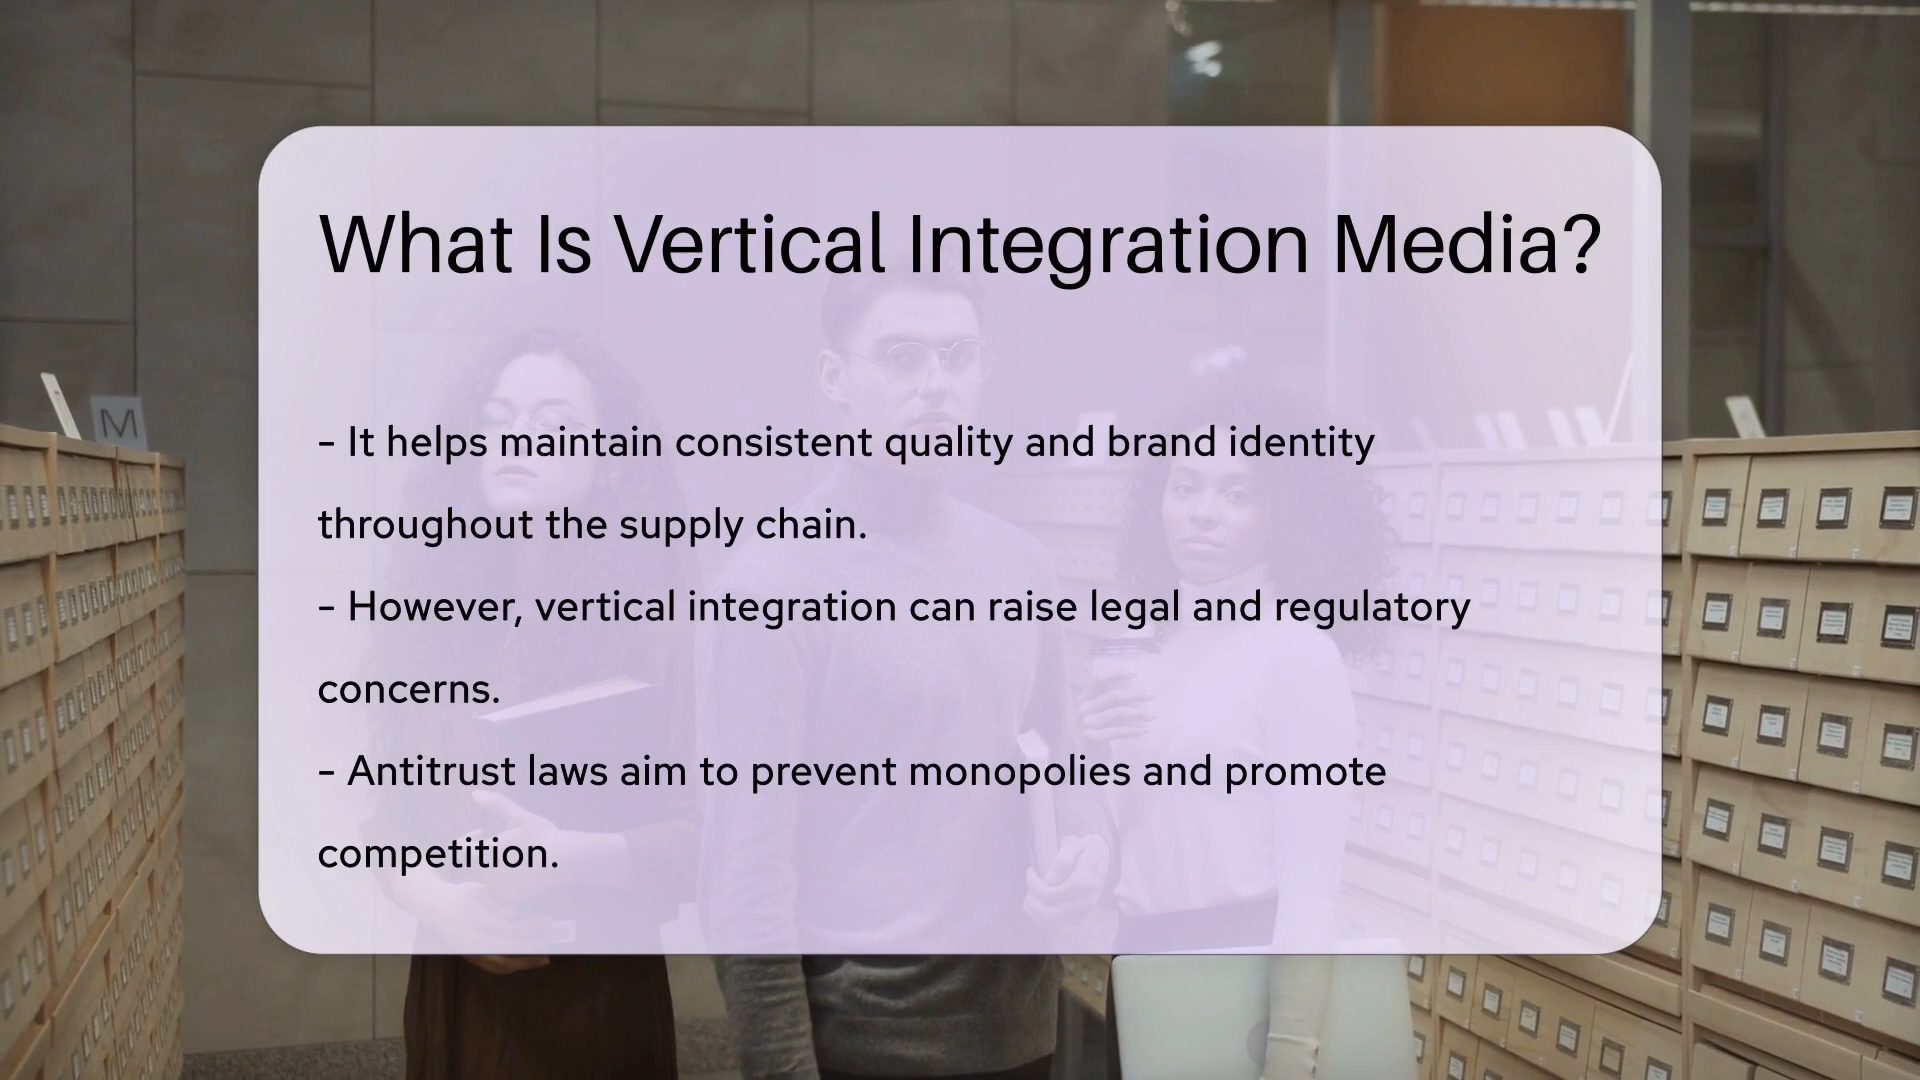 What Is Vertical Integration Media?
– It helps maintain consistent quality and brand identity
throughout the supply chain.
– However, vertical integration can raise legal and regulatory
concerns.
– Antitrust laws aim to prevent monopolies and promote
competition.
M